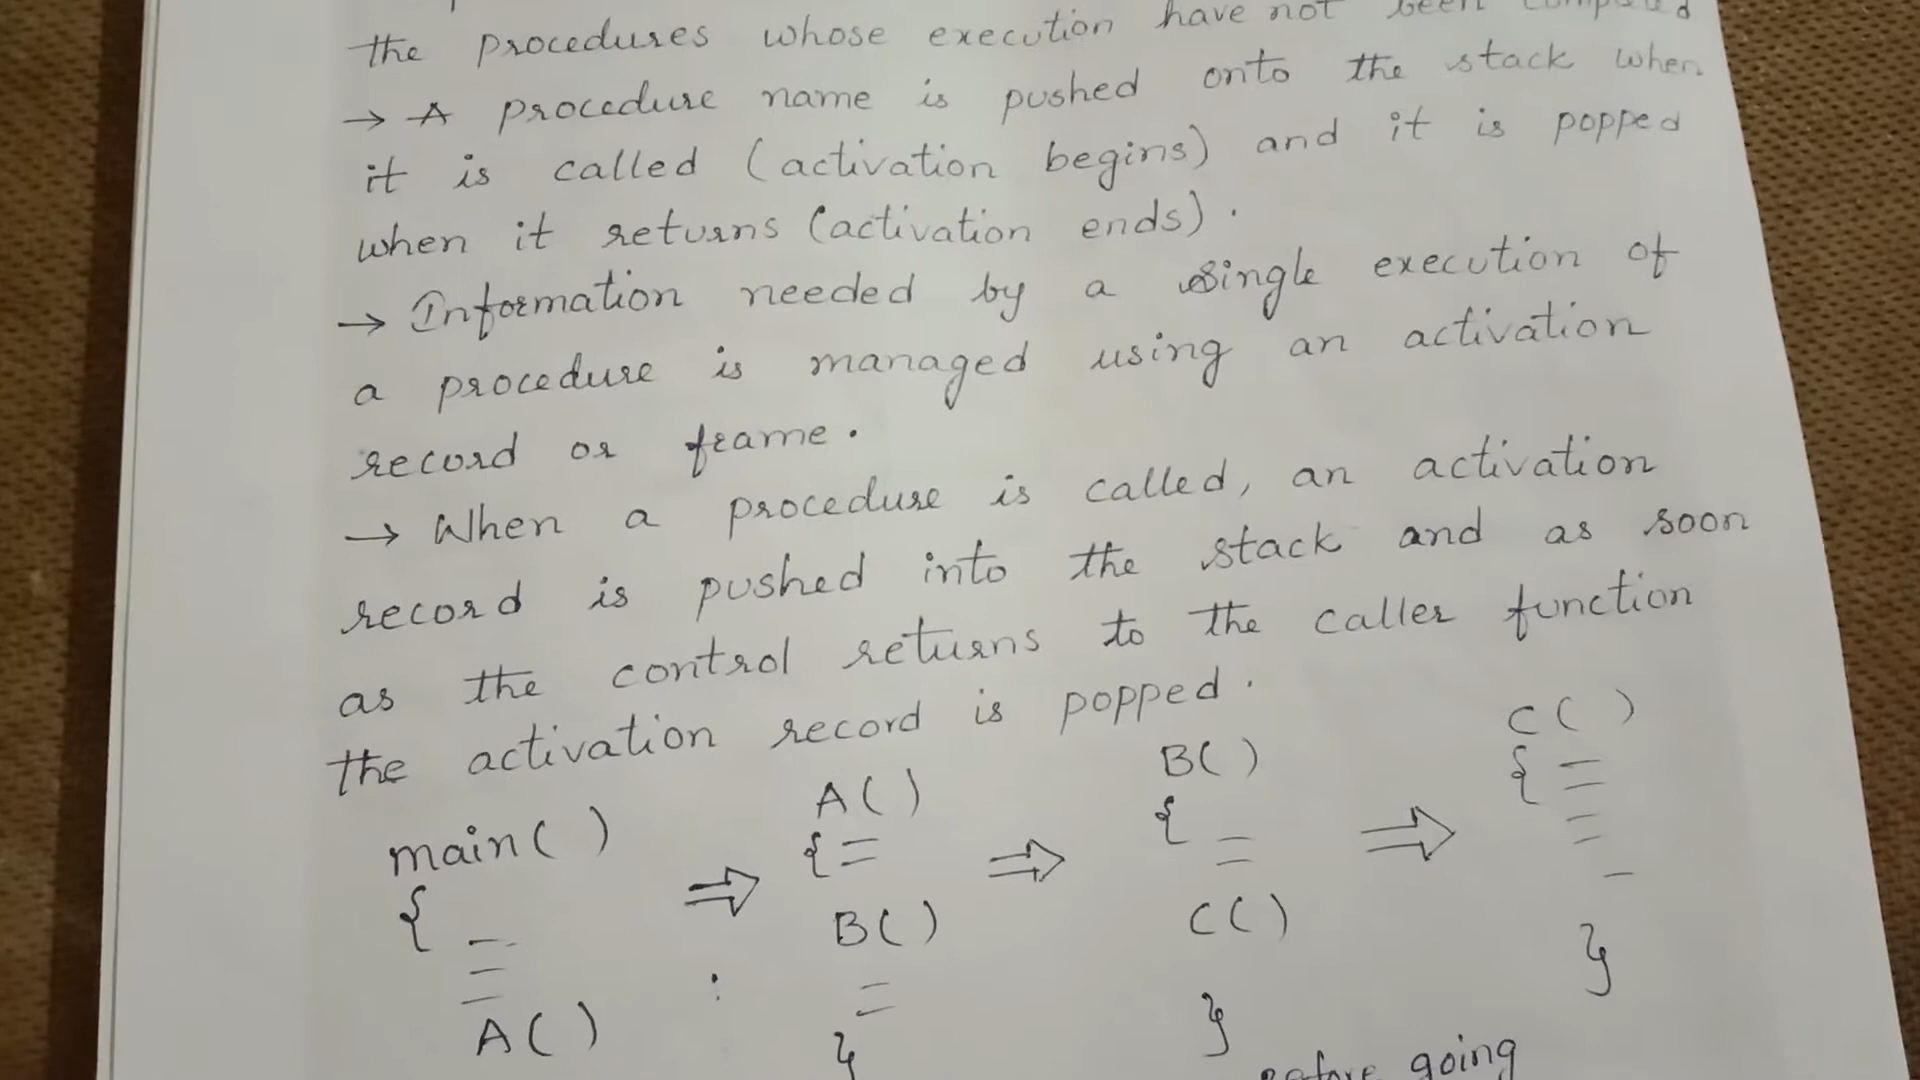 the procedures whose execution have not been
→ A procedure name is pushed onto the stack when
it is called (activation begins) and it is popped
when it returns (activation ends).
→ Information needed by a single execution of
a procedure is managed using an activation
record or frame.
→ When a procedure is called, an activation
record is pushed into the stack and as soon
as the control returns to the caller function
the activation record is popped.
main( )
{
A( )
⇒
A( )
{
B( )
}
⇒
B( )
{
C( )
}
⇒
C( )
{
}
before going